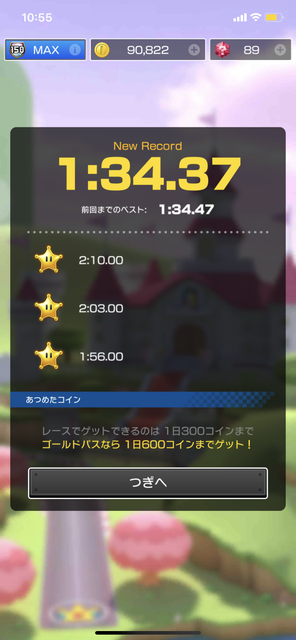 10:55
150 MAX i
90,822
89
New Record
1:34.37
前回までのベスト: 1:34.47
2:10.00
2:03.00
1:56.00
あつめたコイン
レースでゲットできるのは 1日300コインまで
ゴールドパスなら 1日600コインまでゲット！
つぎへ